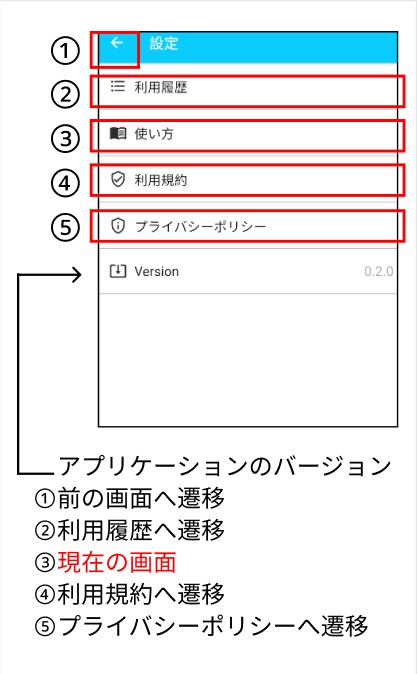 ① ← 設定
② 利用履歴
③ 使い方
④ 利用規約
⑤ プライバシーポリシー
Version 0.2.0
アプリケーションのバージョン
①前の画面へ遷移
②利用履歴へ遷移
③現在の画面
④利用規約へ遷移
⑤プライバシーポリシーへ遷移